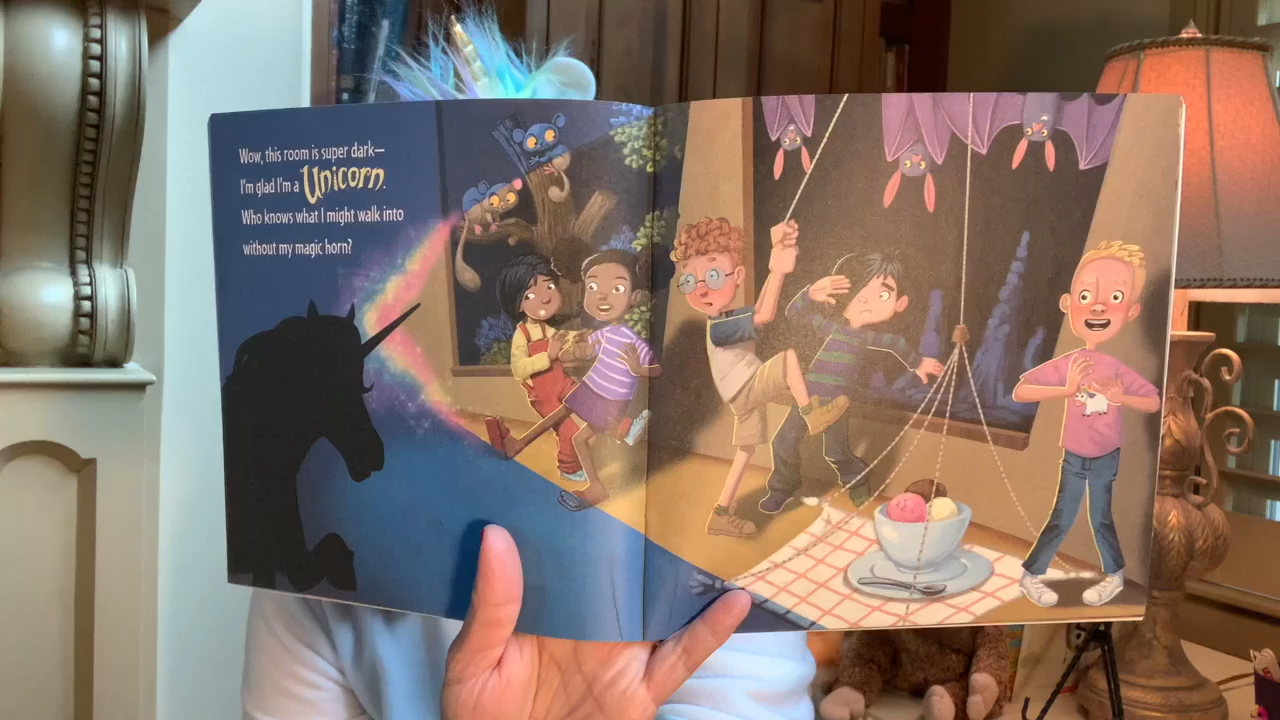 Wow, this room is super dark—
I'm glad I'm a Unicorn.
Who knows what I might walk into
without my magic horn?